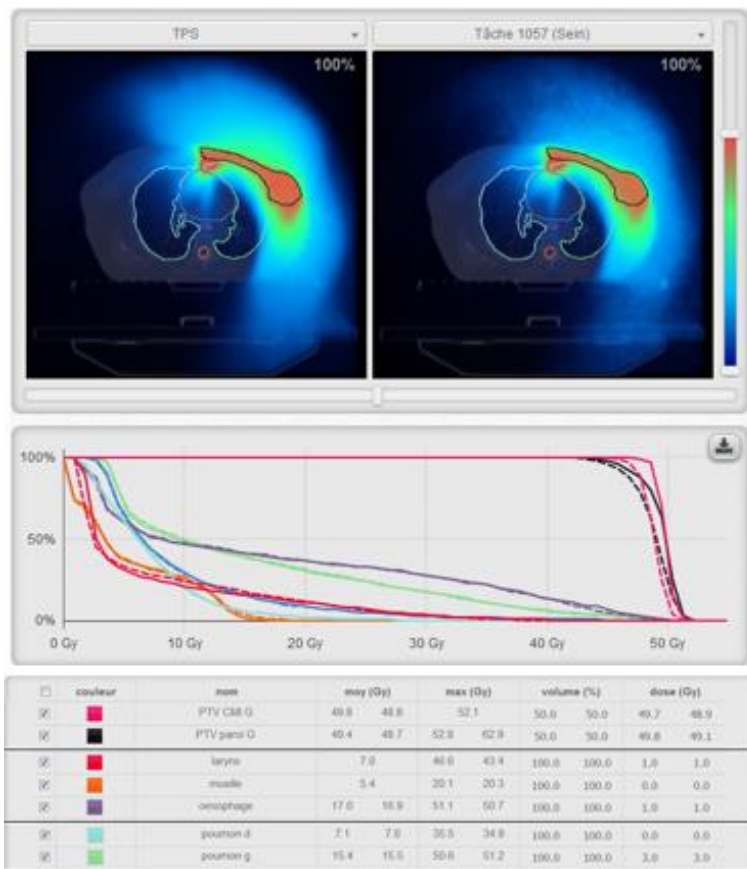 TPS Tâche 1057 (Sein)
100% 100%
100%
50%
0%
0 Gy 10 Gy 20 Gy 30 Gy 40 Gy 50 Gy
couleur nom moy (Gy) max (Gy) volume (%) dose (Gy)
PTV CMI G 49.8 48.8 52.1 50.0 50.0 49.7 48.9
PTV paroi G 49.4 48.7 52.8 50.0 50.0 49.8 49.1
larynx 7.0 43.4 100.0 100.0 1.0 1.0
moelle 5.4 20.1 20.3 100.0 100.0 0.0 0.0
oesophage 16.9 51.1 50.7 100.0 100.0 1.0 1.0
poumon d 7.1 7.0 35.5 34.9 100.0 100.0 0.0 0.0
poumon g 15.4 15.5 50.6 51.2 100.0 100.0 3.0 3.0